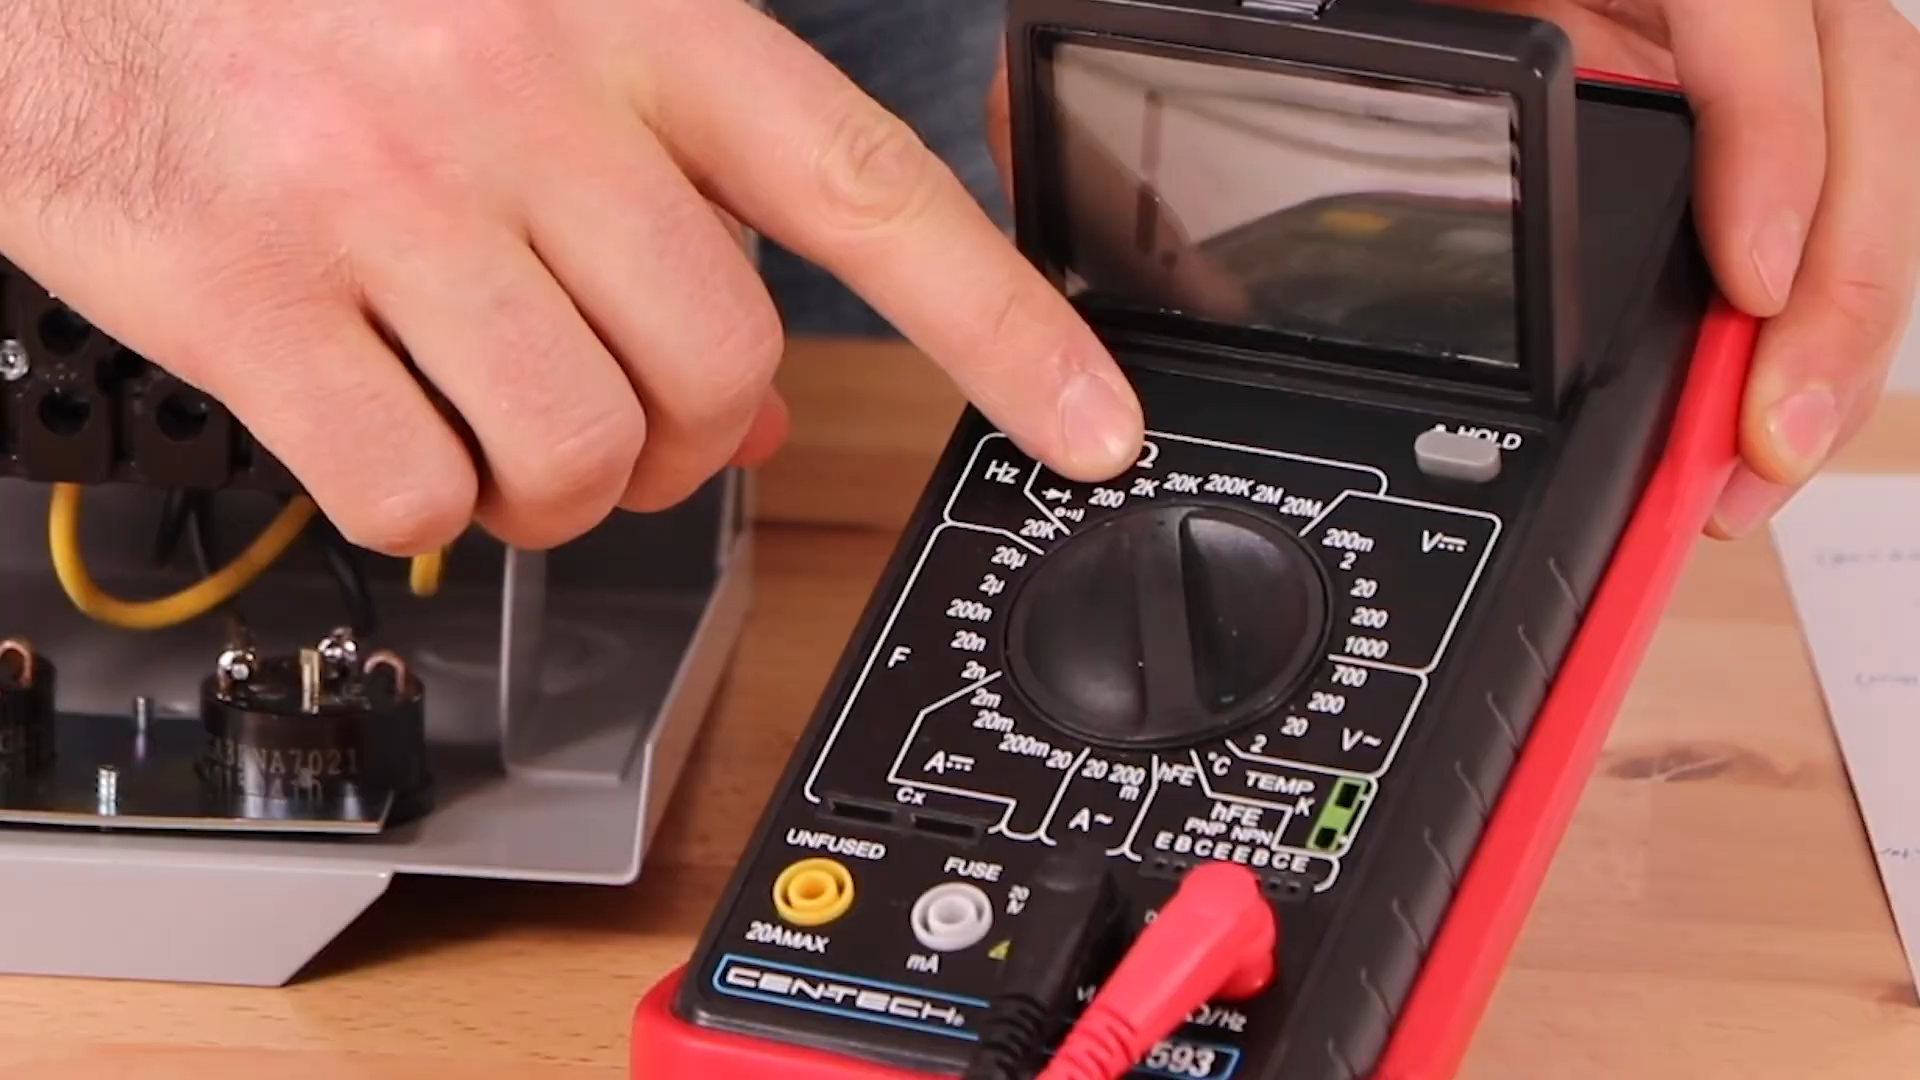 HOLD
Ω
Hz
200 2K 20K 200K 2M 20M
20K
20µ
2µ
200n
20n
2n
F
2m
20m
200m
20
A
Cx
20 200
m
A~
hFE
°C
200m
2
20
200
1000
V
700
200
20
2
V~
TEMP
K
hFE
PNP NPN
EBCEEBCE
UNFUSED
20AMAX
FUSE
mA
CEN-TECH®
Ω/Hz
593
NA7021